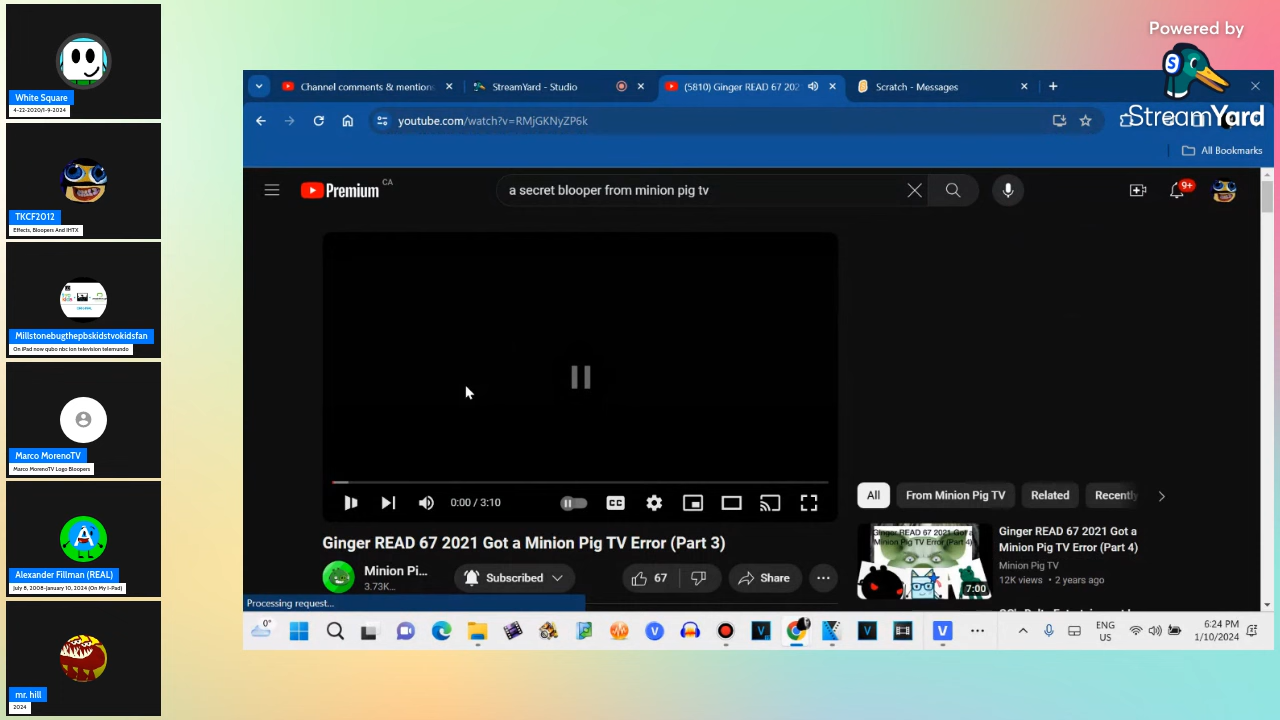 White Square
4-22-2020/1-9-2024
TKCF2012
Effects, Bloopers And IHTX
Millstonebugthepbskidstvokidsfan
On iPad now qubo nbc ion television telemundo
Marco MorenoTV
Marco MorenoTV Logo Bloopers
Alexander Fillman (REAL)
July 8, 2008-january 10, 2024 (On My I-Pad)
mr. hill
2024
Powered by
StreamYard
Channel comments & mention
StreamYard - Studio
(5810) Ginger READ 67 202
Scratch - Messages
youtube.com/watch?v=RMjGKNyZP6k
All Bookmarks
Premium CA
a secret blooper from minion pig tv
9+
0:00 / 3:10
CC
Ginger READ 67 2021 Got a Minion Pig TV Error (Part 3)
Minion Pi...
3.73K...
Subscribed
67
Share
All
From Minion Pig TV
Related
Recently
Ginger READ 67 2021 Got a
Minion Pig TV Error (Part 4)
Minion Pig TV
12K views • 2 years ago
7:00
Processing request...
0°
ENG
US
6:24 PM
1/10/2024